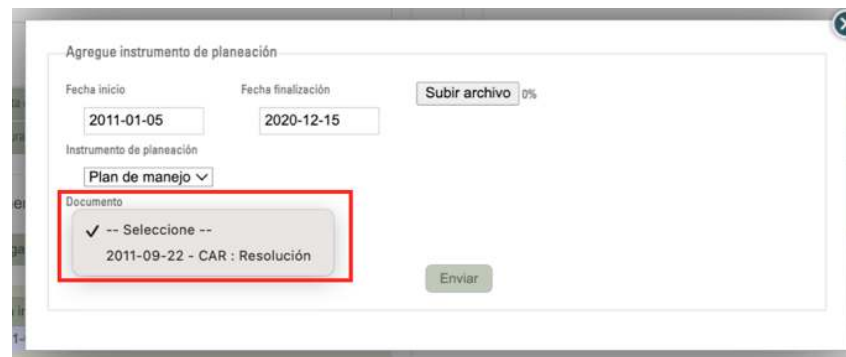 Agregue instrumento de planeación
Fecha inicio
Fecha finalización
Subir archivo 0%
2011-01-05
2020-12-15
Instrumento de planeación
Plan de manejo
Documento
✓ -- Seleccione --
2011-09-22 - CAR : Resolución
Enviar